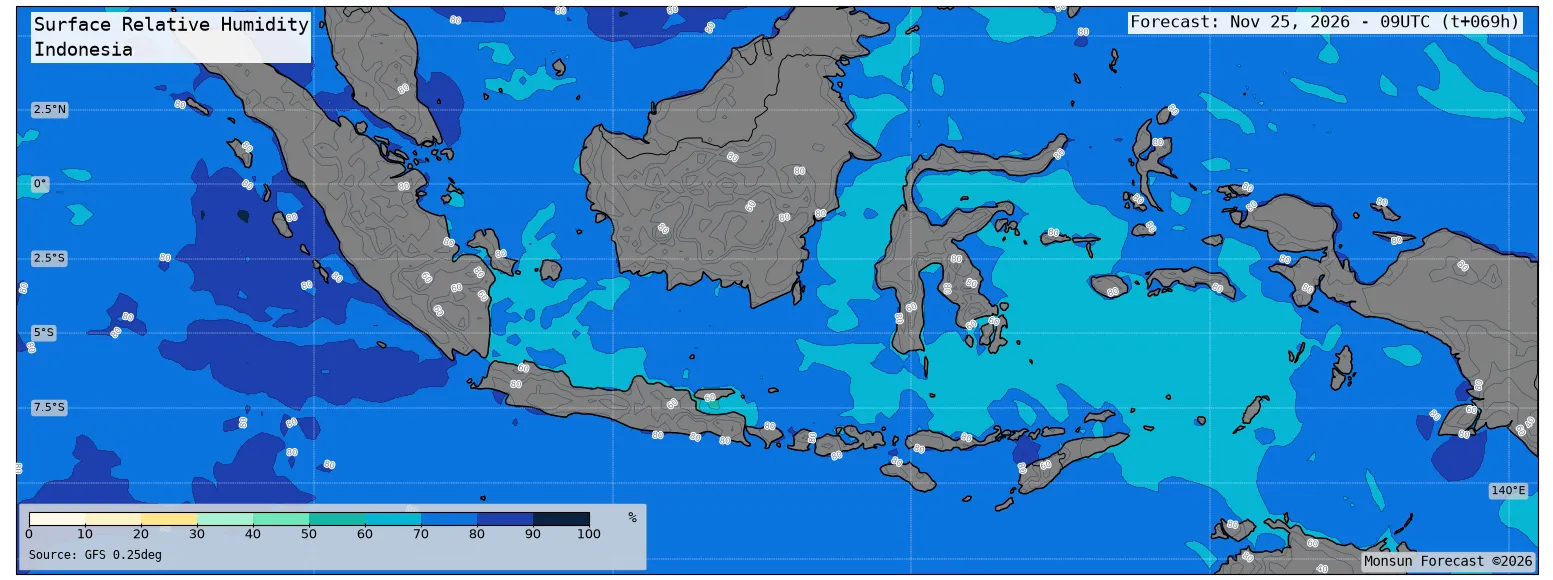 Surface Relative Humidity
Indonesia
Forecast: Nov 25, 2026 - 09UTC (t+069h)
2.5°N
0°
2.5°S
5°S
7.5°S
140°E
0 10 20 30 40 50 60 70 80 90 100
%
Source: GFS 0.25deg
Monsun Forecast ©2026